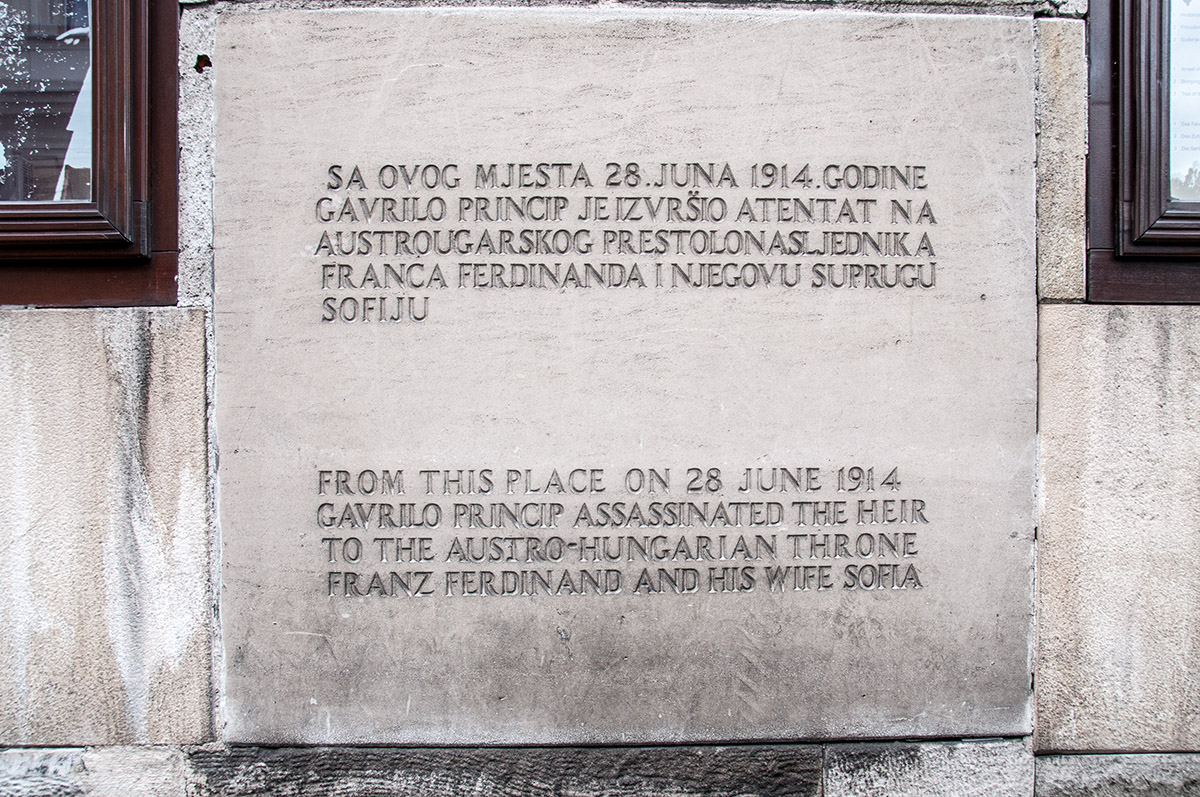 SA OVOG MJESTA 28.JUNA 1914.GODINE
GAVRILO PRINCIP JE IZVRŠIO ATENTAT NA
AUSTROUGARSKOG PRESTOLONASLJEDNIKA
FRANCA FERDINANDA I NJEGOVU SUPRUGU
SOFIJU
FROM THIS PLACE ON 28 JUNE 1914
GAVRILO PRINCIP ASSASSINATED THE HEIR
TO THE AUSTRO-HUNGARIAN THRONE
FRANZ FERDINAND AND HIS WIFE SOFIA